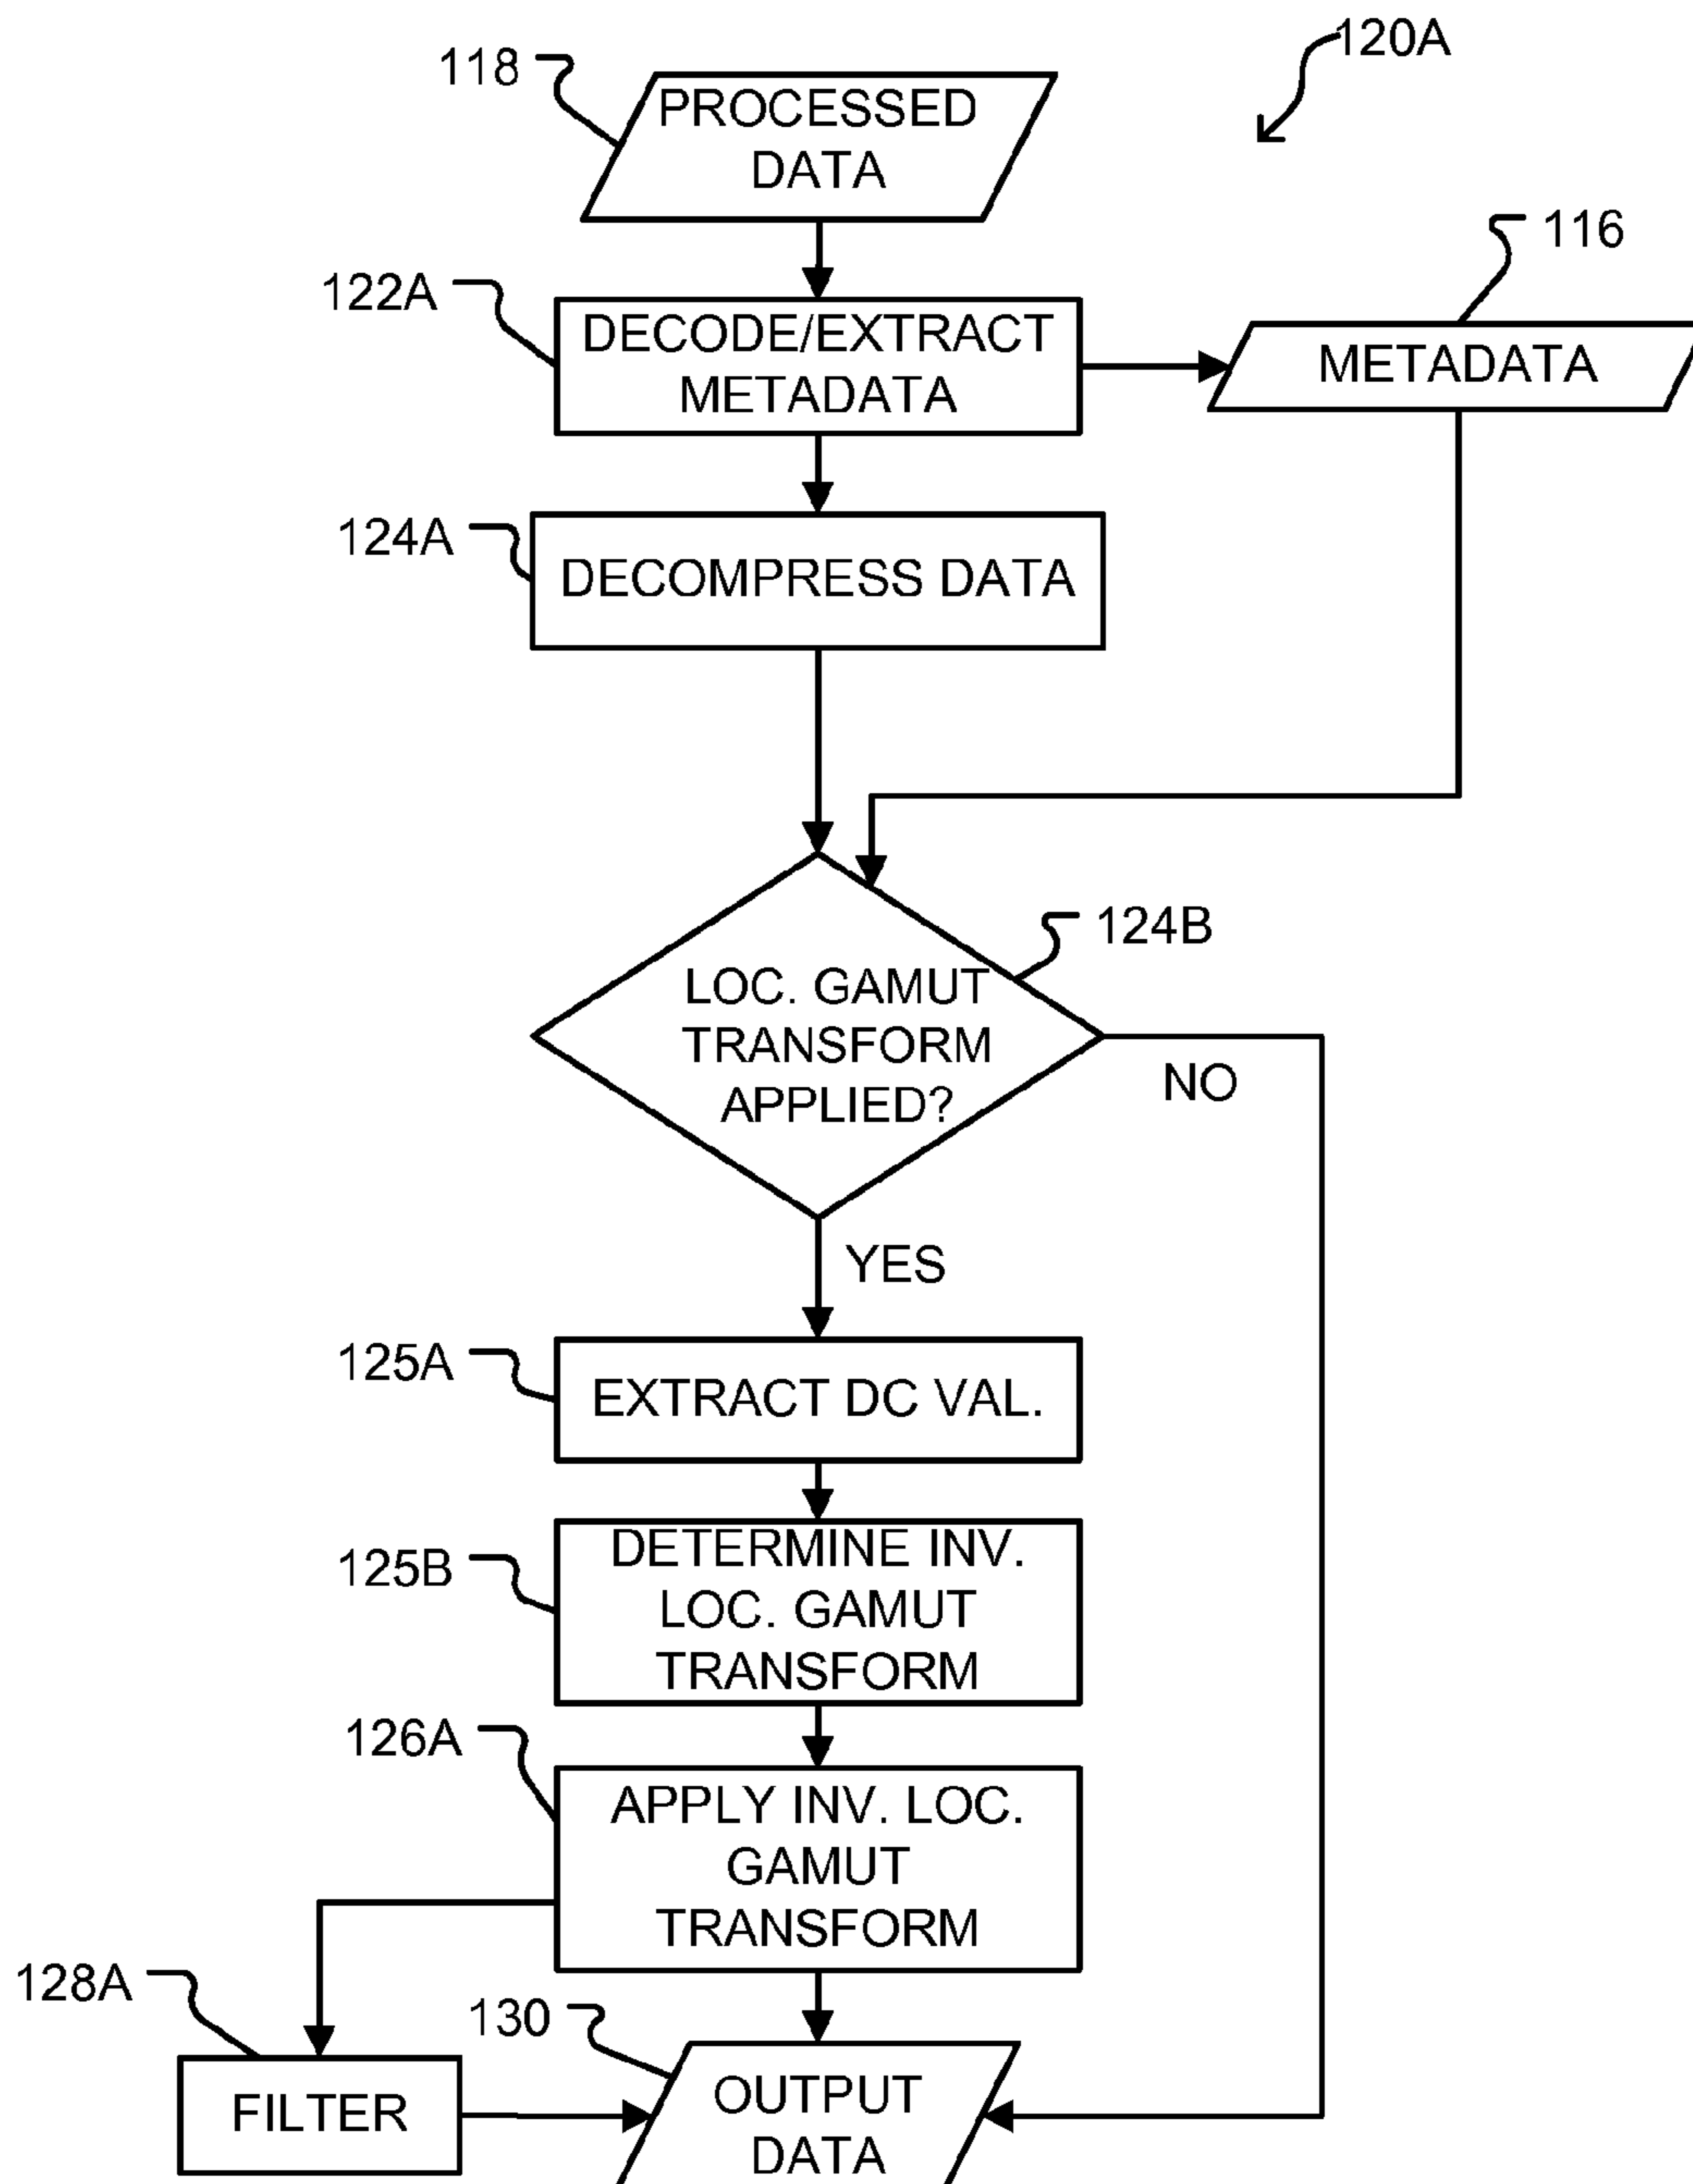 120A
118
PROCESSED
DATA
116
122A
DECODE/EXTRACT
METADATA
METADATA
124A
DECOMPRESS DATA
124B
LOC. GAMUT
TRANSFORM
APPLIED?
NO
YES
125A
EXTRACT DC VAL.
125B
DETERMINE INV.
LOC. GAMUT
TRANSFORM
126A
APPLY INV. LOC.
GAMUT
TRANSFORM
128A
130
FILTER
OUTPUT
DATA